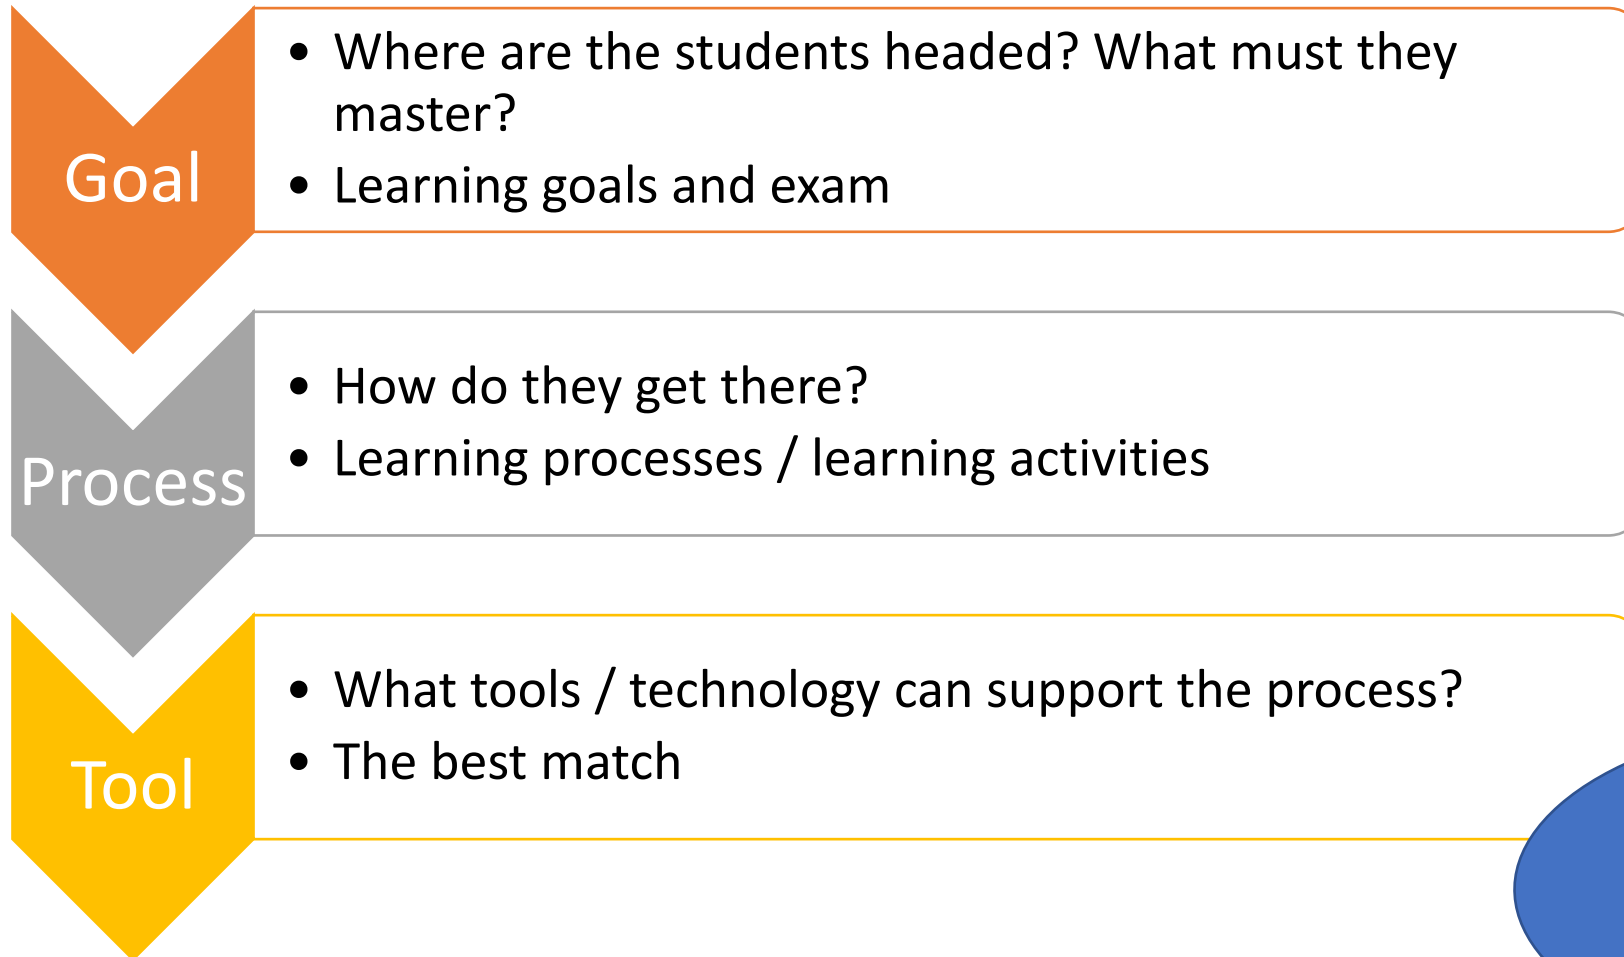 Goal
• Where are the students headed? What must they
master?
• Learning goals and exam
Process
• How do they get there?
• Learning processes / learning activities
Tool
• What tools / technology can support the process?
• The best match